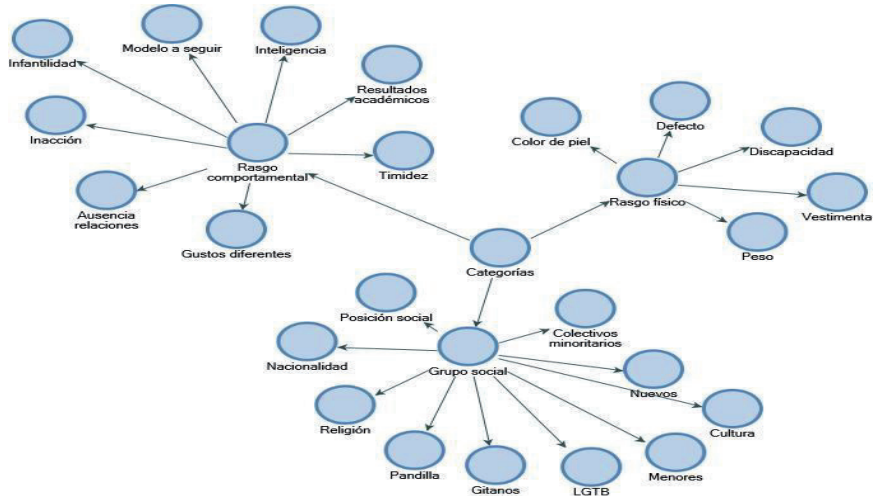 Infantilidad
Modelo a seguir
Inteligencia
Resultados
académicos
Inacción
Rasgo
comportamental
Timidez
Ausencia
relaciones
Gustos diferentes
Color de piel
Defecto
Discapacidad
Rasgo físico
Vestimenta
Peso
Categorías
Posición social
Colectivos
minoritarios
Nacionalidad
Grupo social
Nuevos
Religión
Cultura
Pandilla
Gitanos
LGTB
Menores